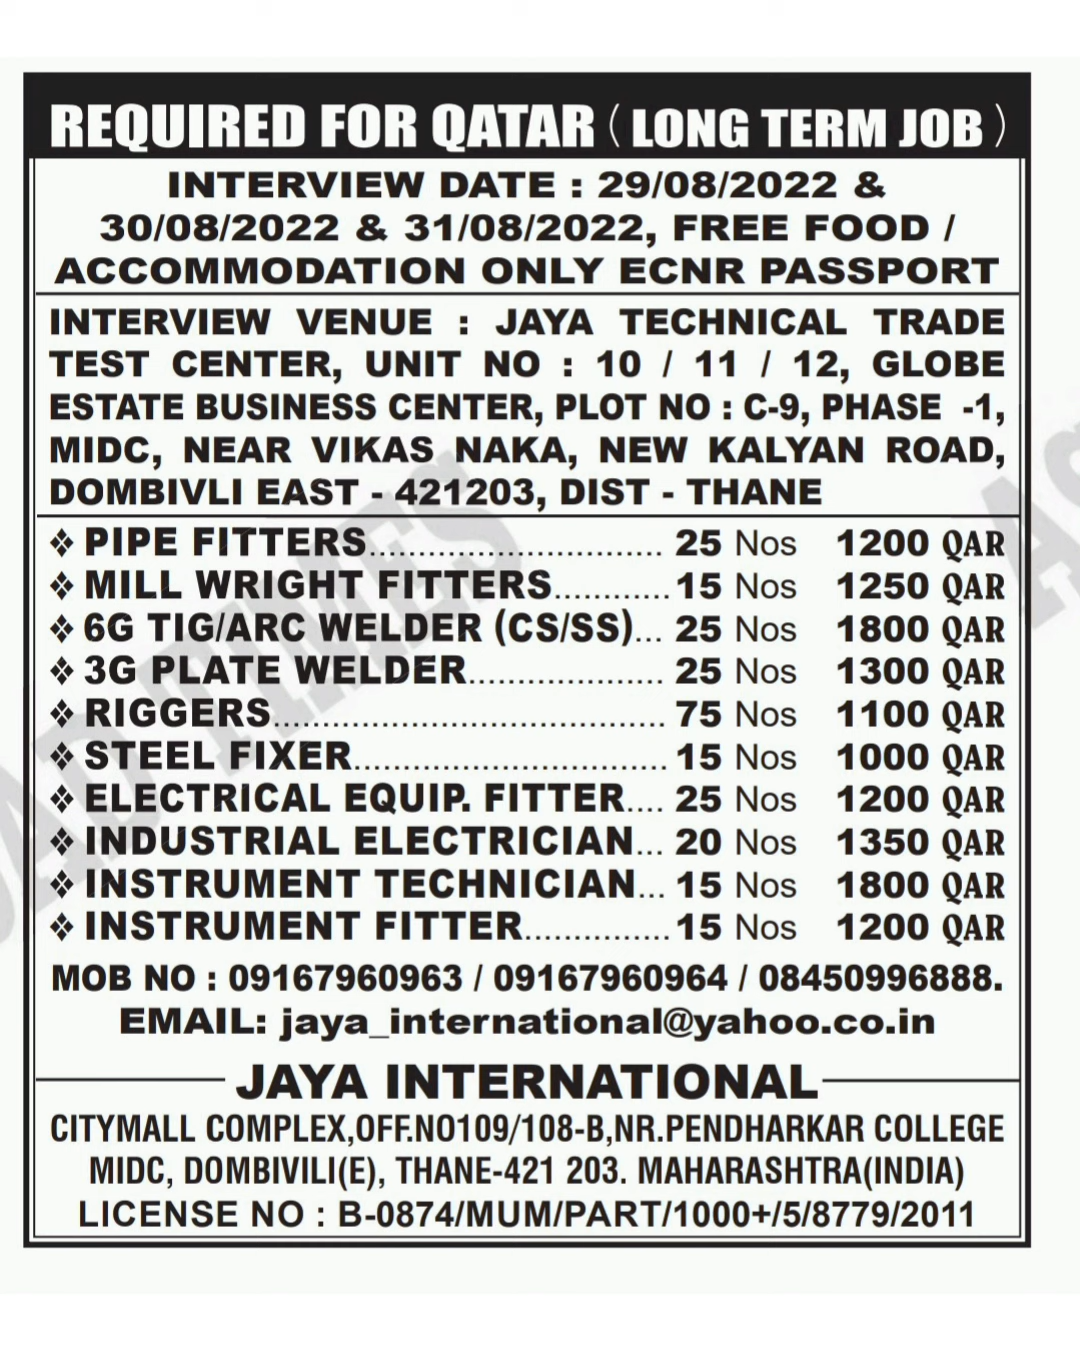 REQUIRED FOR QATAR (LONG TERM JOB)
INTERVIEW DATE : 29/08/2022 &
30/08/2022 & 31/08/2022, FREE FOOD /
ACCOMMODATION ONLY ECNR PASSPORT
INTERVIEW VENUE : JAYA TECHNICAL TRADE
TEST CENTER, UNIT NO : 10 / 11 / 12, GLOBE
ESTATE BUSINESS CENTER, PLOT NO : C-9, PHASE -1,
MIDC, NEAR VIKAS NAKA, NEW KALYAN ROAD,
DOMBIVLI EAST - 421203, DIST - THANE
❖ PIPE FITTERS............................ 25 Nos 1200 QAR
❖ MILL WRIGHT FITTERS........... 15 Nos 1250 QAR
❖ 6G TIG/ARC WELDER (CS/SS)... 25 Nos 1800 QAR
❖ 3G PLATE WELDER................... 25 Nos 1300 QAR
❖ RIGGERS...................................... 75 Nos 1100 QAR
❖ STEEL FIXER.............................. 15 Nos 1000 QAR
❖ ELECTRICAL EQUIP. FITTER.... 25 Nos 1200 QAR
❖ INDUSTRIAL ELECTRICIAN... 20 Nos 1350 QAR
❖ INSTRUMENT TECHNICIAN... 15 Nos 1800 QAR
❖ INSTRUMENT FITTER.............. 15 Nos 1200 QAR
MOB NO : 09167960963 / 09167960964 / 08450996888.
EMAIL: jaya_international@yahoo.co.in
JAYA INTERNATIONAL
CITYMALL COMPLEX,OFF.NO109/108-B,NR.PENDHARKAR COLLEGE
MIDC, DOMBIVILI(E), THANE-421 203. MAHARASHTRA(INDIA)
LICENSE NO : B-0874/MUM/PART/1000+/5/8779/2011